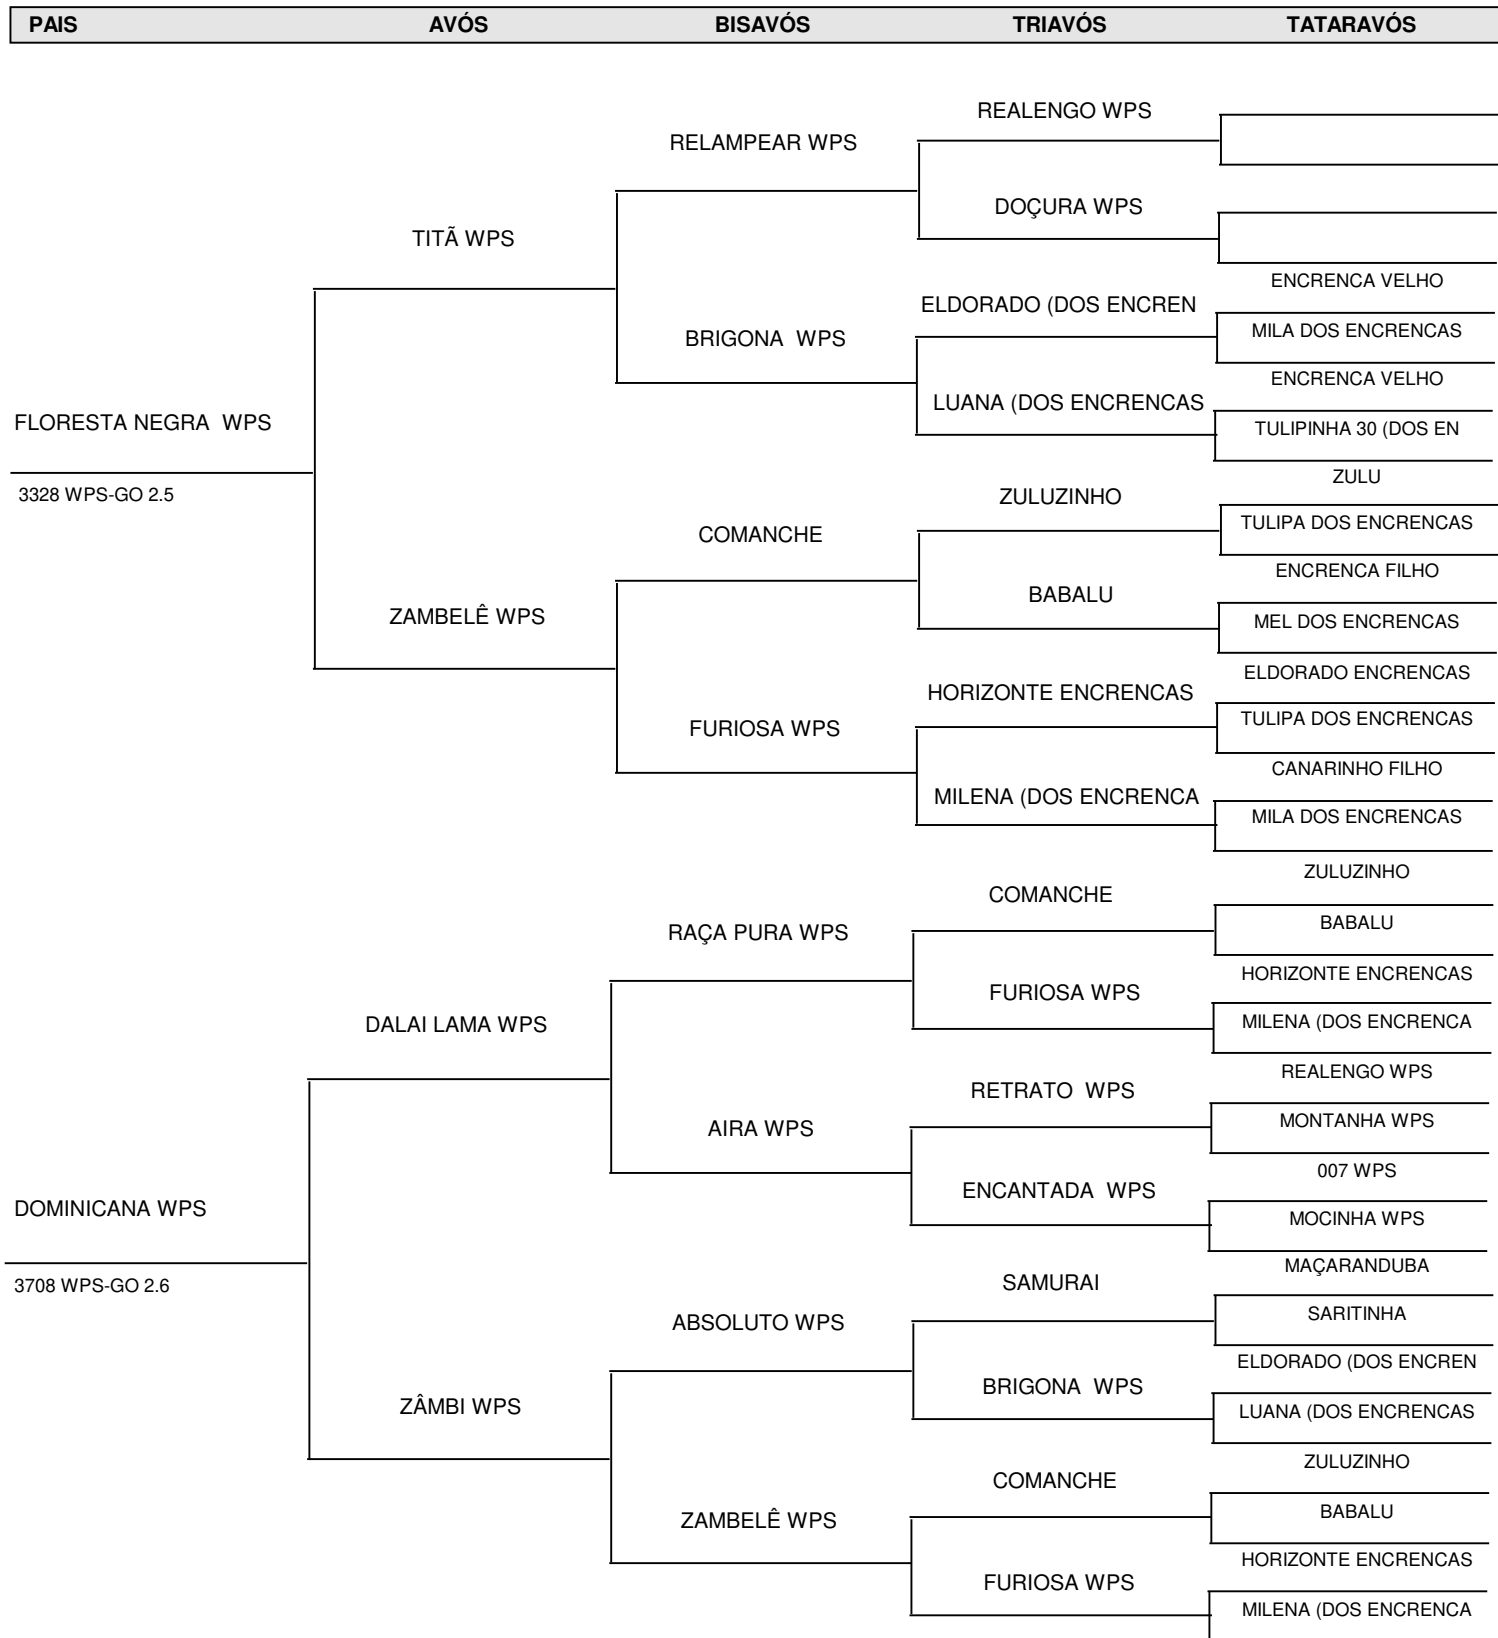 PAIS AVÓS BISAVÓS TRIAVÓS TATARAVÓS
REALENGO WPS
RELAMPEAR WPS
DOÇURA WPS
TITÃ WPS
ENCRENCA VELHO
ELDORADO (DOS ENCREN
MILA DOS ENCRENCAS
BRIGONA  WPS
ENCRENCA VELHO
LUANA (DOS ENCRENCAS
FLORESTA NEGRA  WPS
TULIPINHA 30 (DOS EN
ZULU
3328 WPS-GO 2.5
ZULUZINHO
TULIPA DOS ENCRENCAS
COMANCHE
ENCRENCA FILHO
BABALU
ZAMBELÊ WPS
MEL DOS ENCRENCAS
ELDORADO ENCRENCAS
HORIZONTE ENCRENCAS
TULIPA DOS ENCRENCAS
FURIOSA WPS
CANARINHO FILHO
MILENA (DOS ENCRENCA
MILA DOS ENCRENCAS
ZULUZINHO
COMANCHE
BABALU
RAÇA PURA WPS
HORIZONTE ENCRENCAS
FURIOSA WPS
MILENA (DOS ENCRENCA
DALAI LAMA WPS
REALENGO WPS
RETRATO  WPS
MONTANHA WPS
AIRA WPS
007 WPS
ENCANTADA  WPS
DOMINICANA WPS
MOCINHA WPS
MAÇARANDUBA
3708 WPS-GO 2.6
SAMURAI
SARITINHA
ABSOLUTO WPS
ELDORADO (DOS ENCREN
BRIGONA  WPS
ZÂMBI WPS
LUANA (DOS ENCRENCAS
ZULUZINHO
COMANCHE
BABALU
ZAMBELÊ WPS
HORIZONTE ENCRENCAS
FURIOSA WPS
MILENA (DOS ENCRENCA